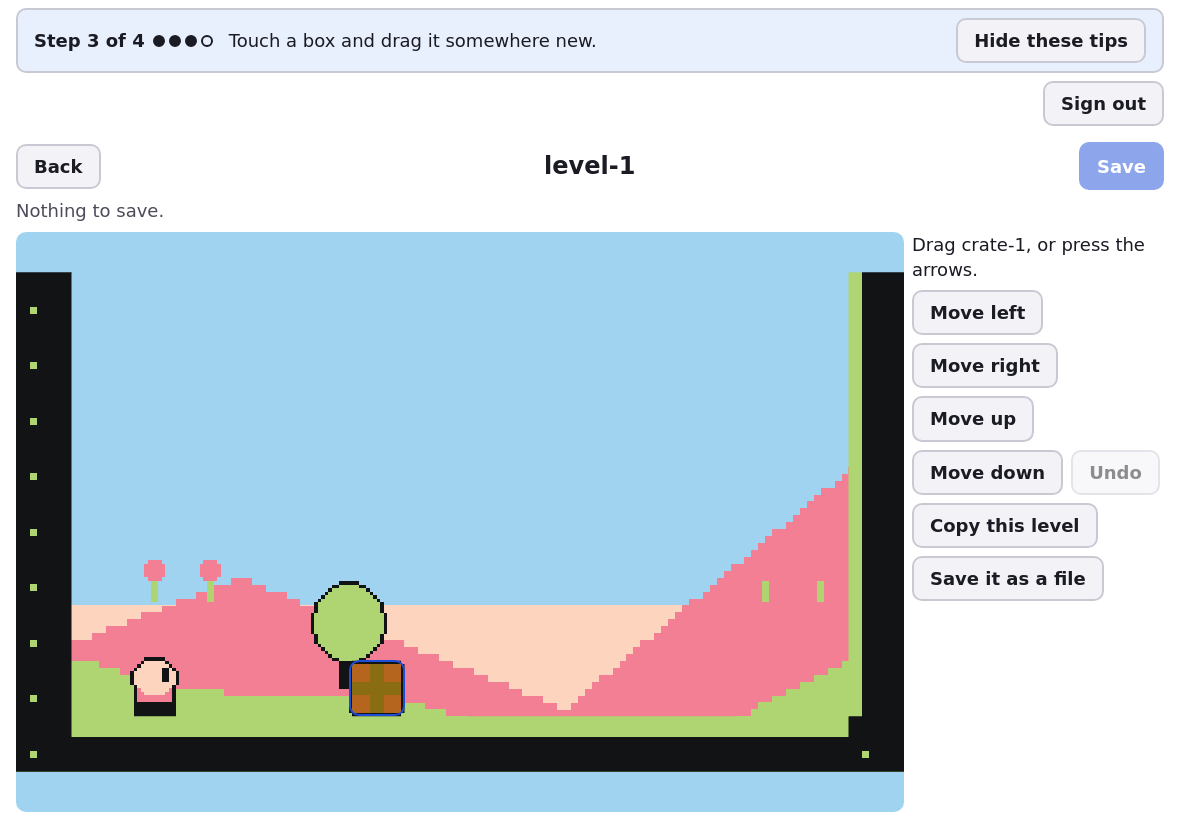 Step 3 of 4 Touch a box and drag it somewhere new. Hide these tips
Sign out
Back level-1 Save
Nothing to save.
Drag crate-1, or press the
arrows.
Move left
Move right
Move up
Move down Undo
Copy this level
Save it as a file